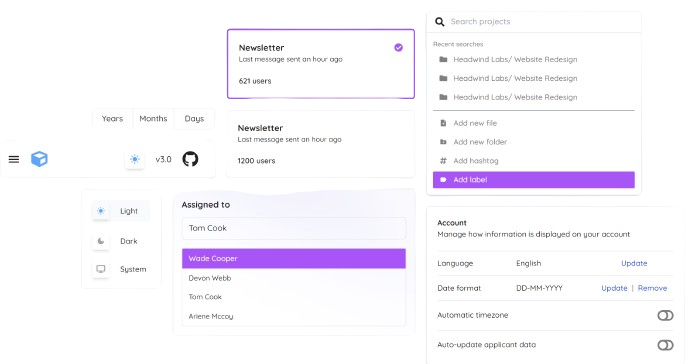 Newsletter
Last message sent an hour ago
621 users
Newsletter
Last message sent an hour ago
1200 users
Years Months Days
v3.0
Light
Dark
System
Assigned to
Tom Cook
Wade Cooper
Devon Webb
Tom Cook
Arlene Mccoy
Search projects
Recent searches
Headwind Labs/ Website Redesign
Headwind Labs/ Website Redesign
Headwind Labs/ Website Redesign
Add new file
Add new folder
Add hashtag
Add label
Account
Manage how information is displayed on your account
Language English Update
Date format DD-MM-YYYY Update | Remove
Automatic timezone
Auto-update applicant data